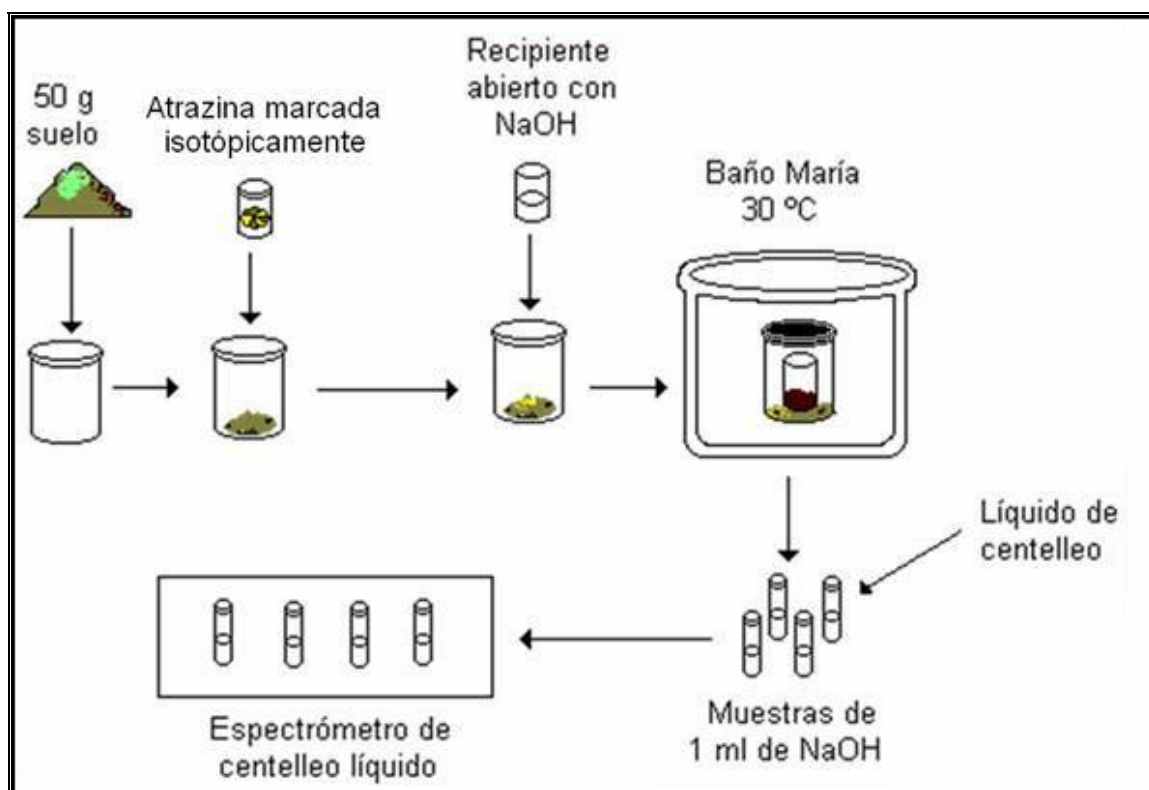 50 g
suelo
Atrazina marcada
isotópicamente
Recipiente
abierto con
NaOH
Baño María
30 ºC
Líquido de
centelleo
Muestras de
1 ml de NaOH
Espectrómetro de
centelleo líquido